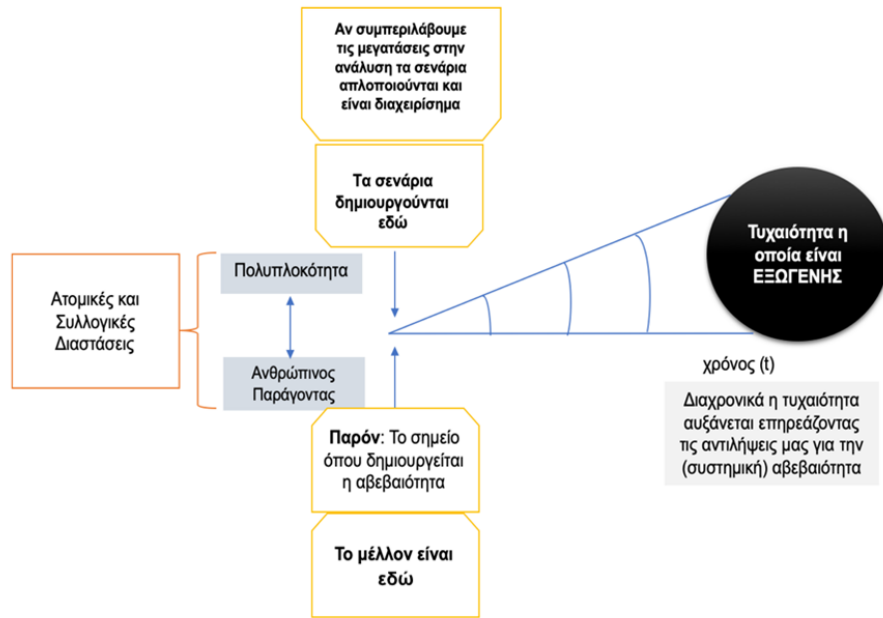 Αν συμπεριλάβουμε
τις μεγατάσεις στην
ανάλυση τα σενάρια
απλοποιούνται και
είναι διαχειρίσημα
Τα σενάρια
δημιουργούνται
εδώ
Τυχαιότητα η
οποία είναι
ΕΞΩΓΕΝΗΣ
Πολυπλοκότητα
Ατομικές και
Συλλογικές
Διαστάσεις
Ανθρώπινος
Παράγοντας
χρόνος (t)
Διαχρονικά η τυχαιότητα
αυξάνεται επηρεάζοντας
τις αντιλήψεις μας για την
(συστημική) αβεβαιότητα
Παρόν: Το σημείο
όπου δημιουργείται
η αβεβαιότητα
Το μέλλον είναι
εδώ